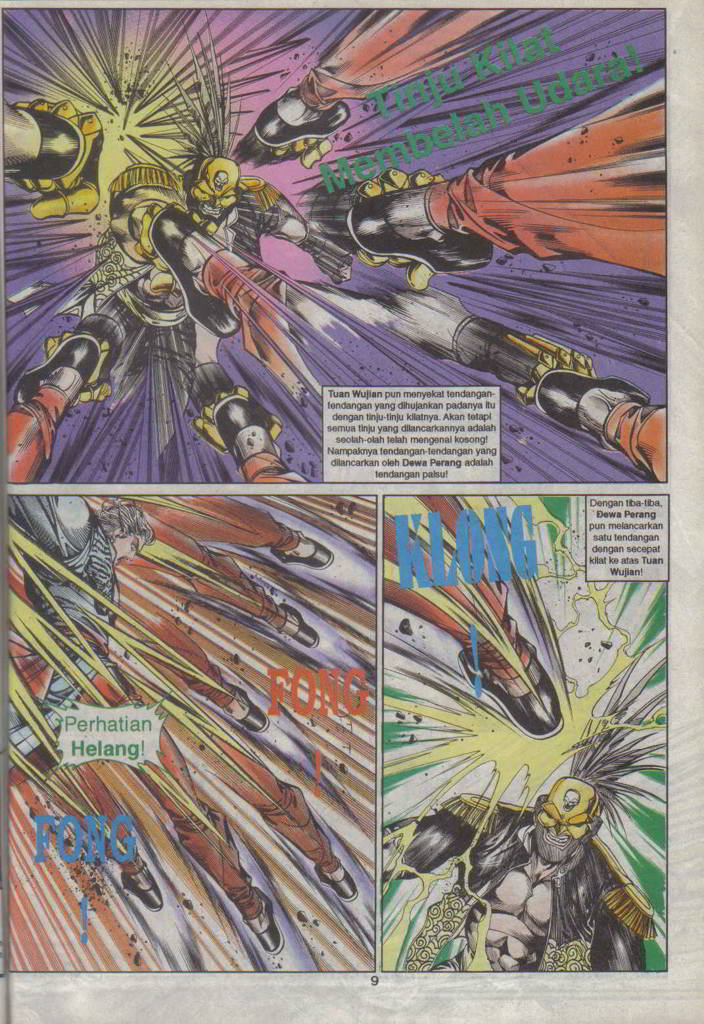 Tinju Kilat
Membelah Udara!
Tuan Wujian pun menyekat tendangan-
tendangan yang dihujankan padanya itu
dengan tinju-tinju kilatnya. Akan tetapi
semua tinju yang dilancarkannya adalah
seolah-olah telah mengenai kosong!
Nampaknya tendangan-tendangan yang
dilancarkan oleh Dewa Perang adalah
tendangan palsu!
FONG
!
Perhatian
Helang!
FONG
!
KLONG
!
Dengan tiba-tiba,
Dewa Perang
pun melancarkan
satu tendangan
dengan secepat
kilat ke atas Tuan
Wujian!
9